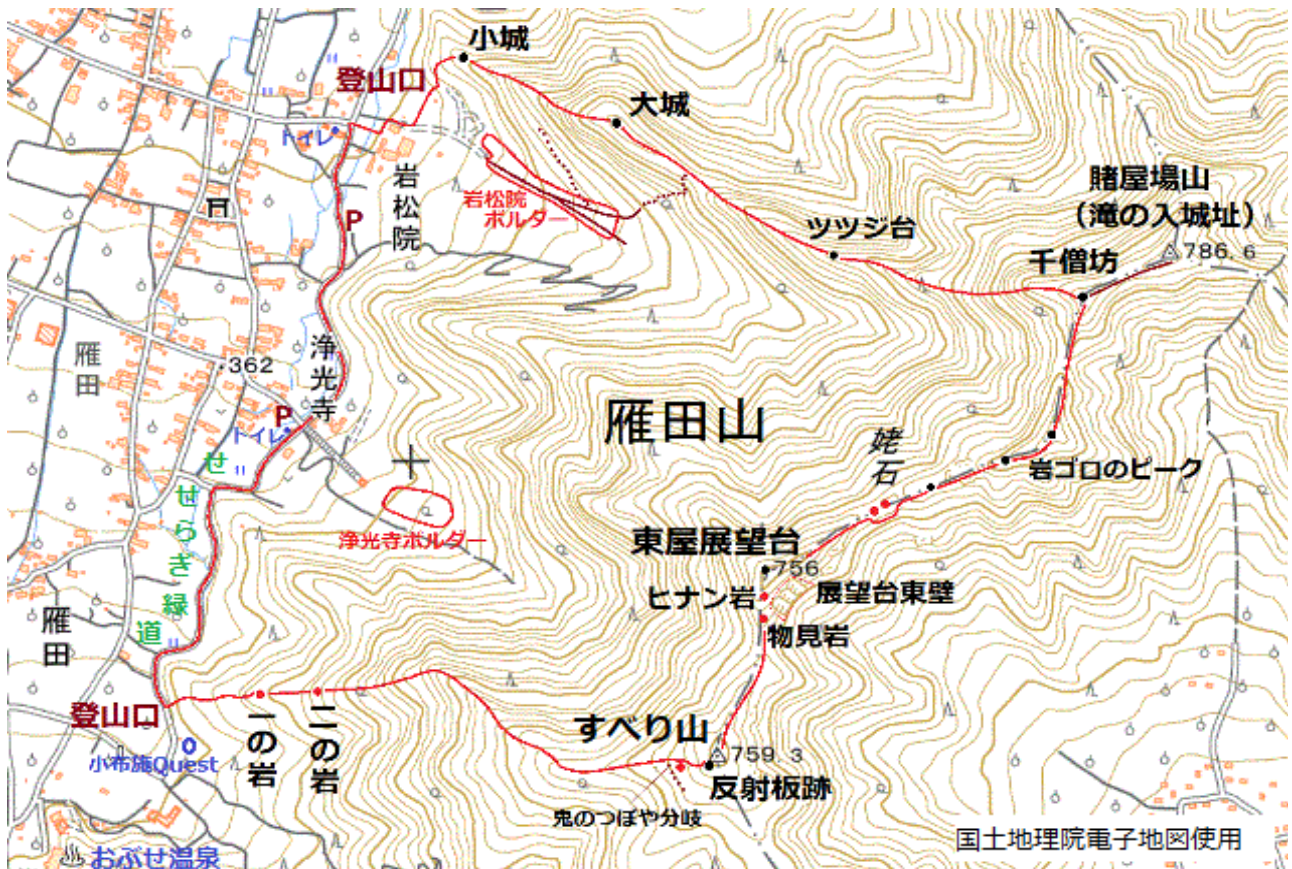 小城
登山口
大城
トイレ
岩松院
岩松院
ボルダー
賭屋場山
(滝の入城址)
786.6
P
ツツジ台
千僧坊
雁田
362
浄光寺
P
トイレ
雁田山
姥石
岩ゴロのピーク
せせらぎ緑道
浄光寺ボルダー
東屋展望台
756
ヒナン岩
展望台東壁
物見岩
雁田
登山口
一の岩
二の岩
すべり山
759.3
小布施Quest
反射板跡
鬼のつぼや分岐
国土地理院電子地図使用
おぶせ温泉